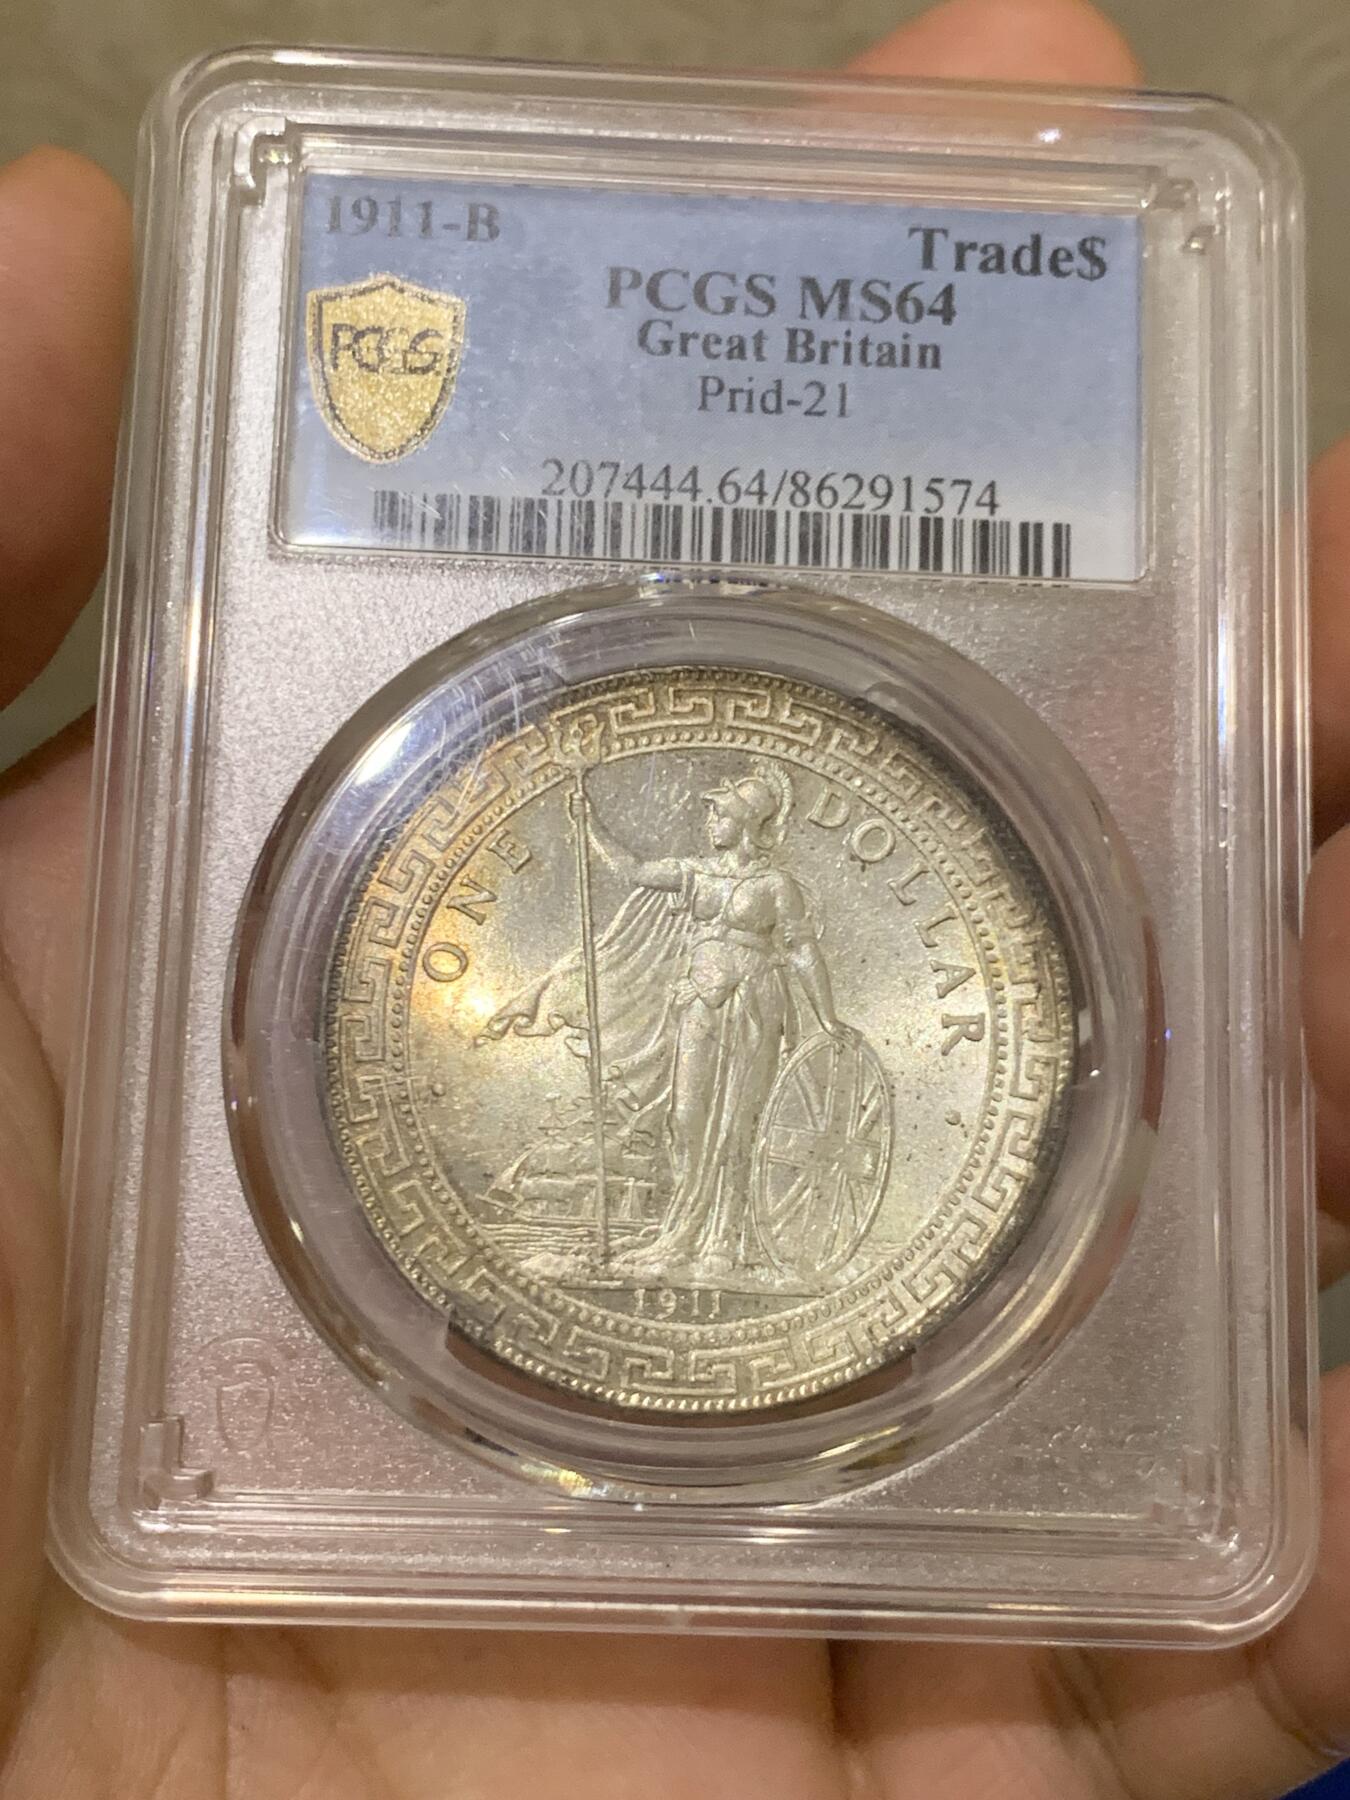 1911-B
Trade$
PCGS MS64
Great Britain
Prid-21
PCGS
207444.64/86291574
ONE DOLLAR
1911